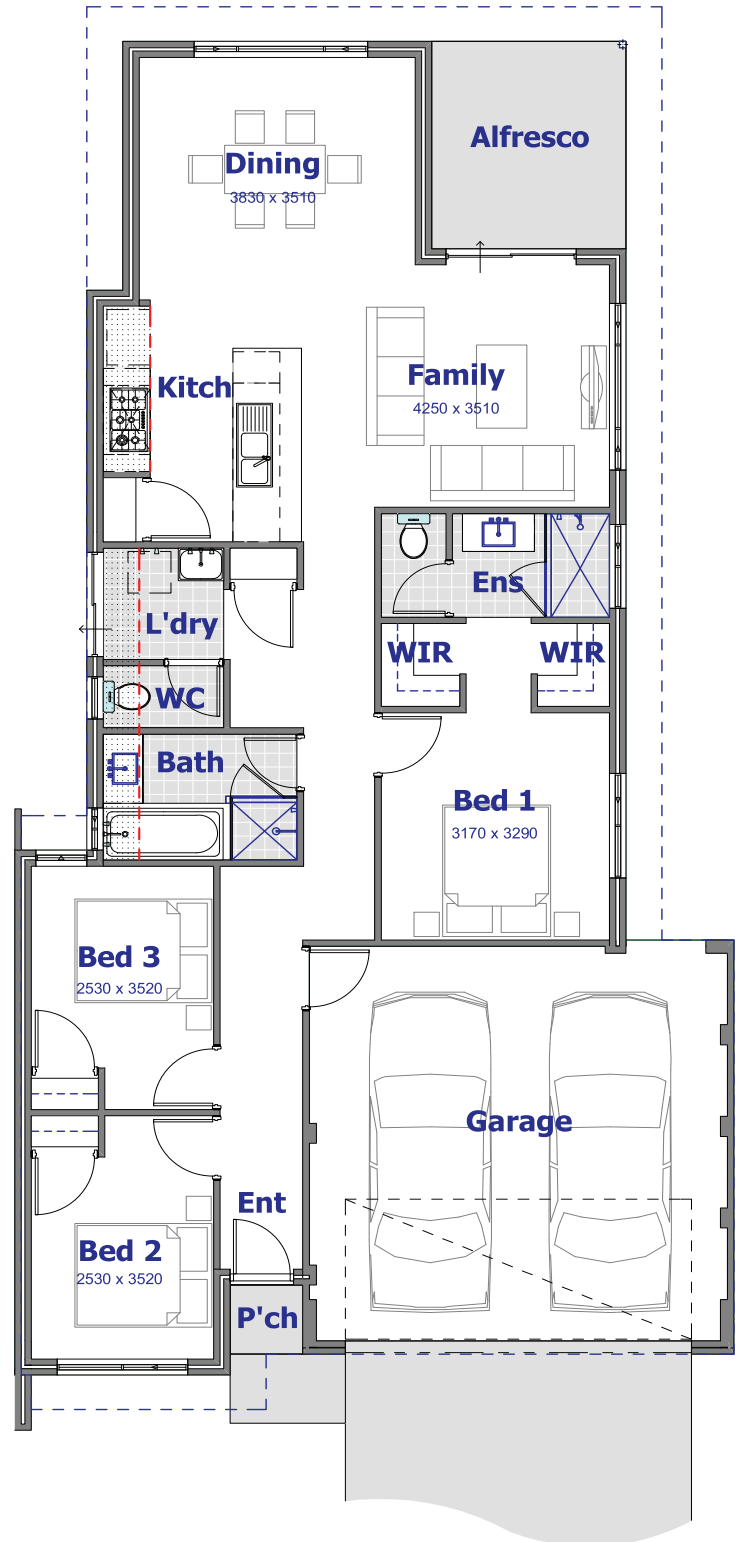 Alfresco
Dining
3830 x 3510
Kitch
Family
4250 x 3510
Ens
L'dry
WIR
WIR
WC
Bath
Bed 1
3170 x 3290
Bed 3
2530 x 3520
Garage
Ent
Bed 2
2530 x 3520
P'ch